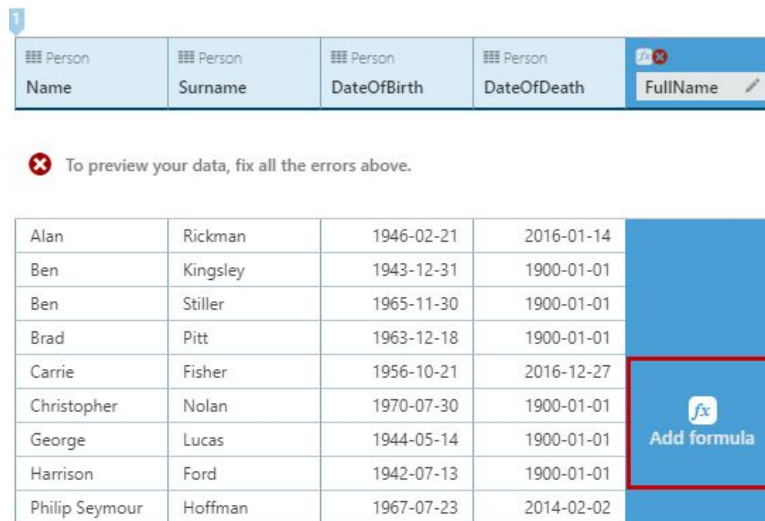 1
Person Person Person Person fx
Name Surname DateOfBirth DateOfDeath FullName
To preview your data, fix all the errors above.
Alan Rickman 1946-02-21 2016-01-14
Ben Kingsley 1943-12-31 1900-01-01
Ben Stiller 1965-11-30 1900-01-01
Brad Pitt 1963-12-18 1900-01-01
Carrie Fisher 1956-10-21 2016-12-27
Christopher Nolan 1970-07-30 1900-01-01 fx
George Lucas 1944-05-14 1900-01-01 Add formula
Harrison Ford 1942-07-13 1900-01-01
Philip Seymour Hoffman 1967-07-23 2014-02-02